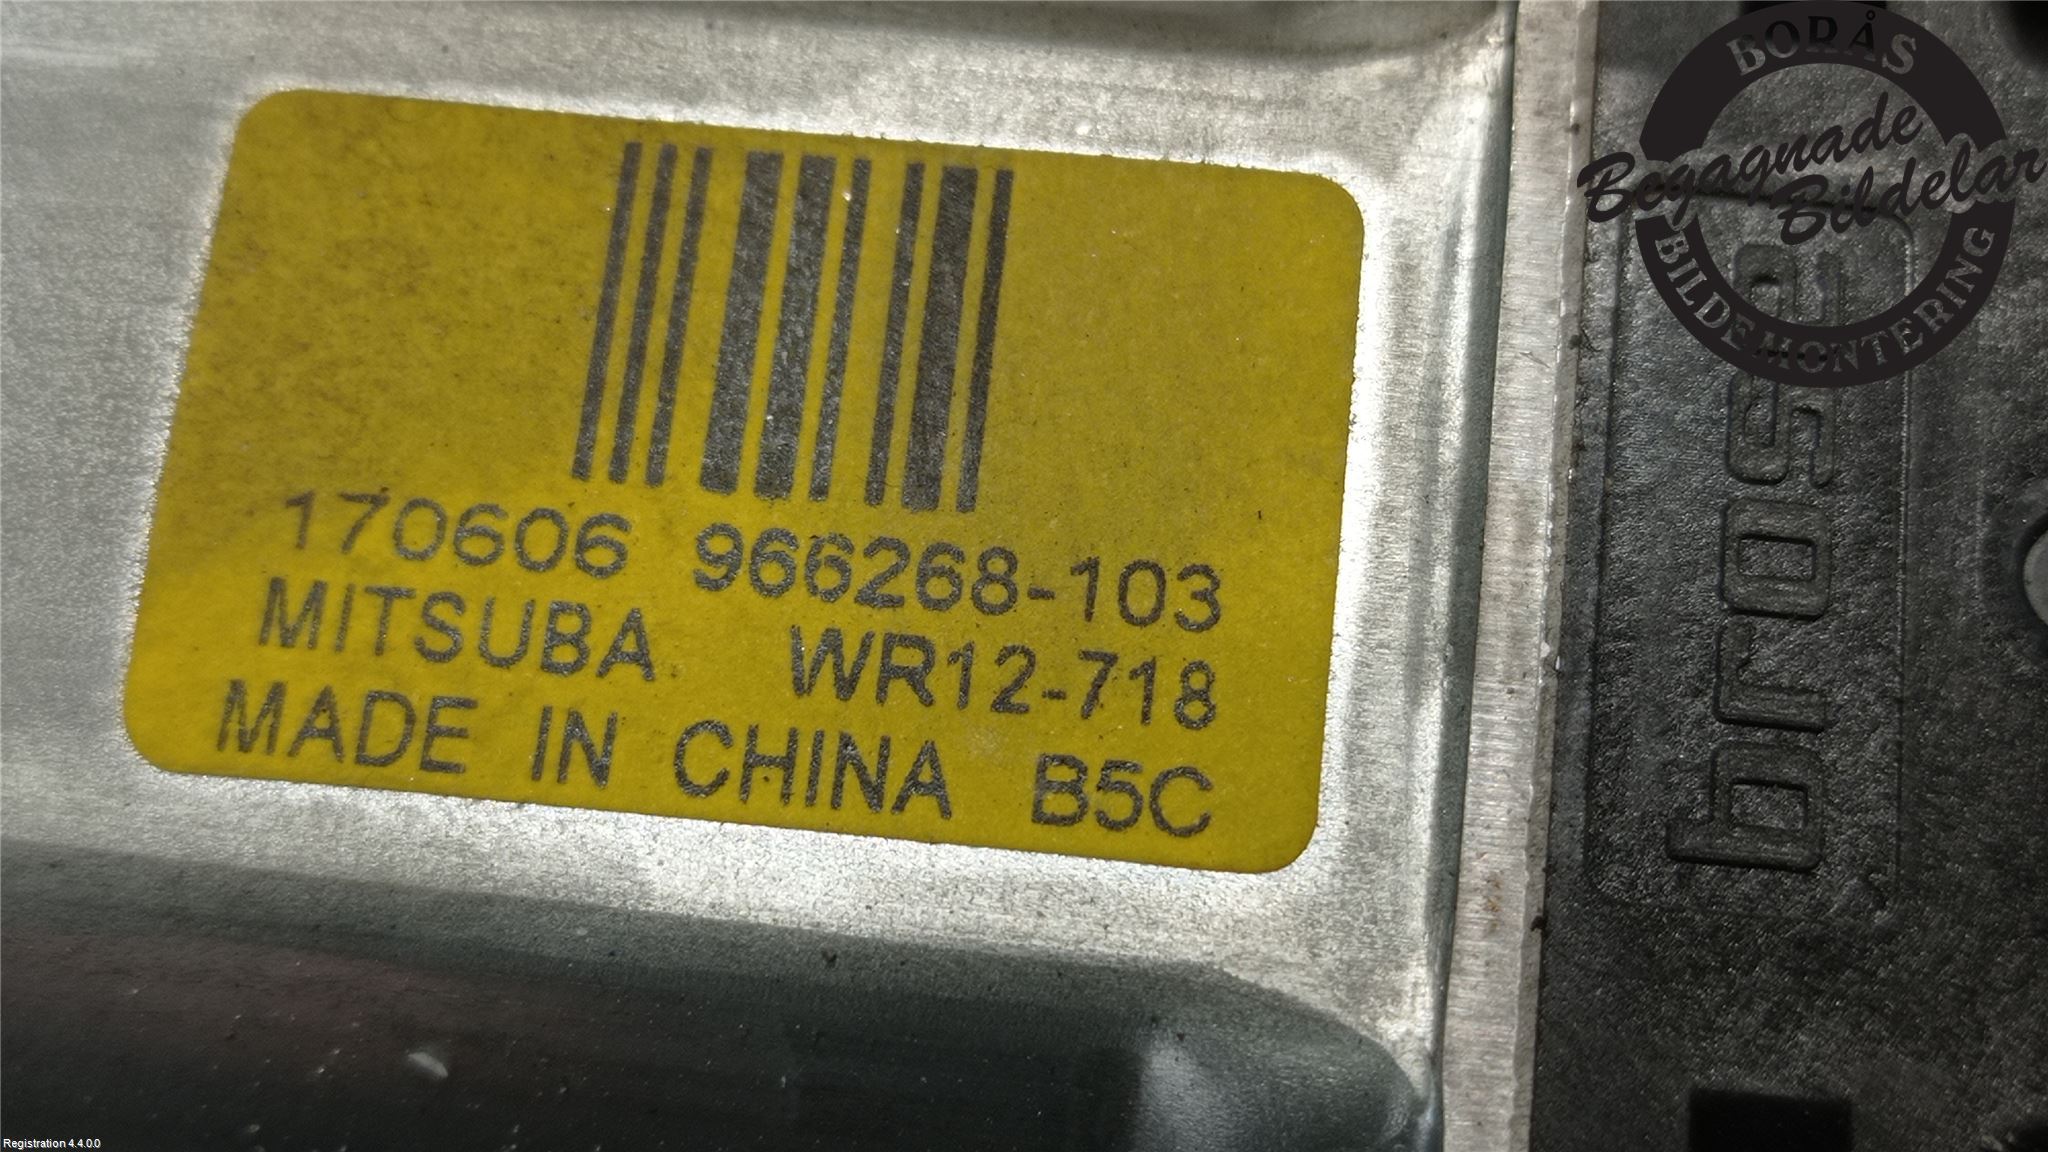 170606 966268-103
MITSUBA WR12-718
MADE IN CHINA B5C
brose
BORÅS
Begagnade
Bildelar
BILDEMONTERING
Registration 4.4.0.0